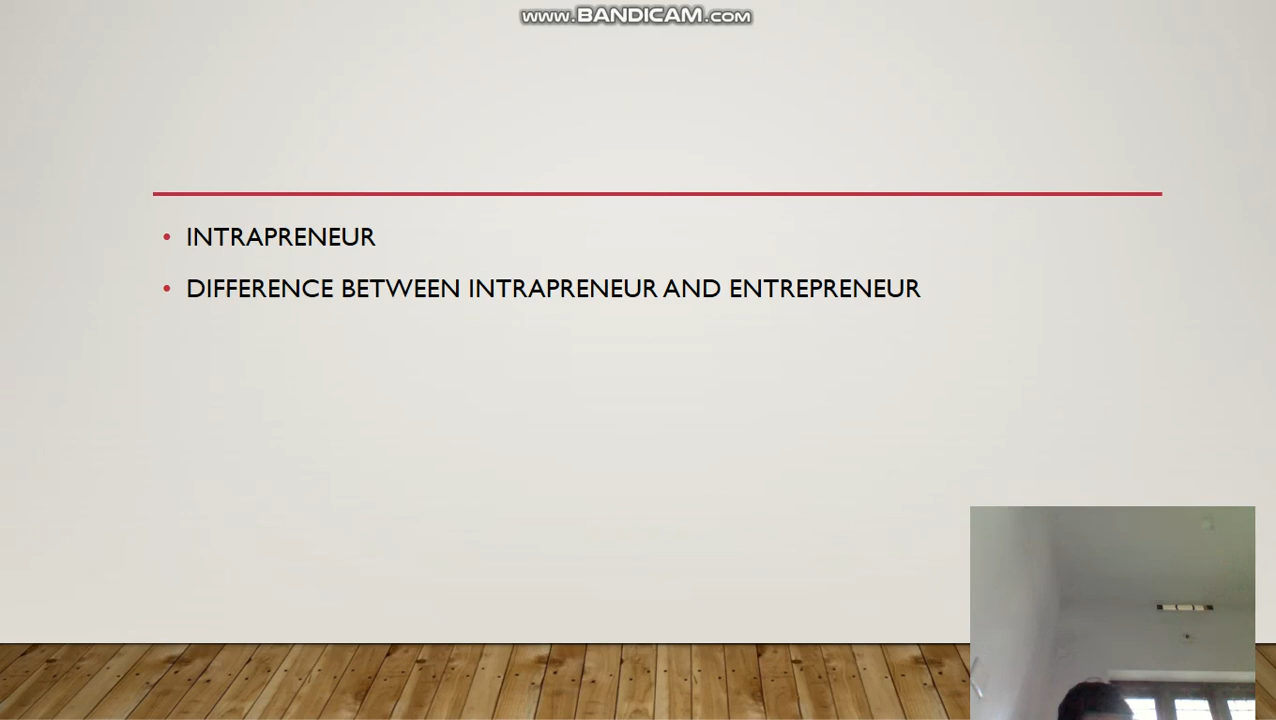 www.BANDICAM.com
• INTRAPRENEUR
• DIFFERENCE BETWEEN INTRAPRENEUR AND ENTREPRENEUR